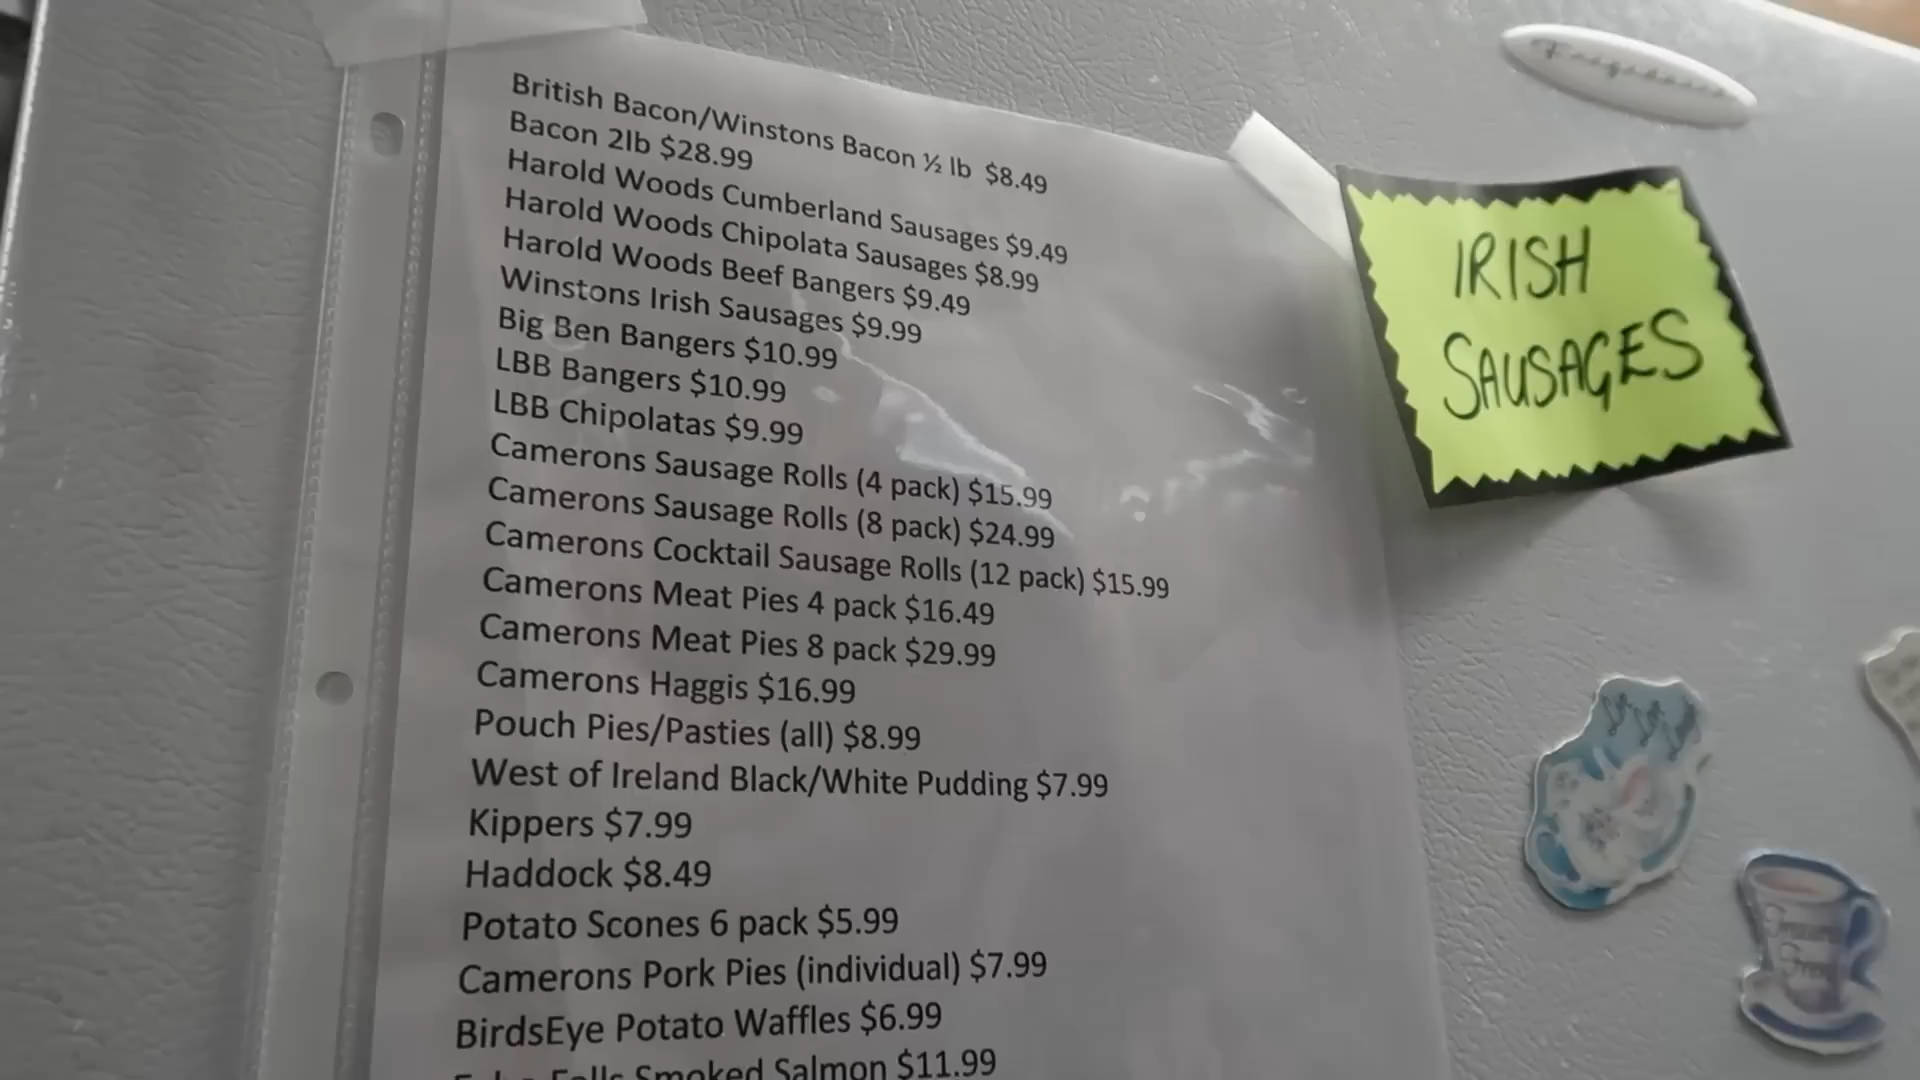 British Bacon/Winstons Bacon ½ lb $8.49
Bacon 2lb $28.99
Harold Woods Cumberland Sausages $9.49
Harold Woods Chipolata Sausages $8.99
Harold Woods Beef Bangers $9.49
Winstons Irish Sausages $9.99
Big Ben Bangers $10.99
LBB Bangers $10.99
LBB Chipolatas $9.99
Camerons Sausage Rolls (4 pack) $15.99
Camerons Sausage Rolls (8 pack) $24.99
Camerons Cocktail Sausage Rolls (12 pack) $15.99
Camerons Meat Pies 4 pack $16.49
Camerons Meat Pies 8 pack $29.99
Camerons Haggis $16.99
Pouch Pies/Pasties (all) $8.99
West of Ireland Black/White Pudding $7.99
Kippers $7.99
Haddock $8.49
Potato Scones 6 pack $5.99
Camerons Pork Pies (individual) $7.99
BirdsEye Potato Waffles $6.99
Falls Smoked Salmon $11.99
IRISH
SAUSAGES